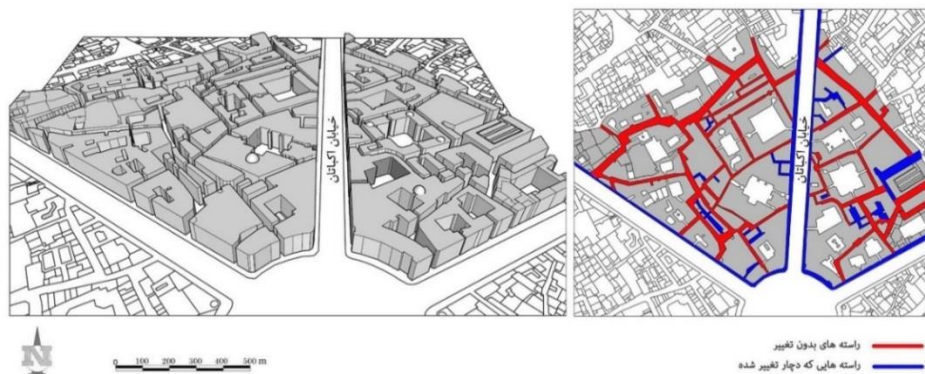 خیابان اکباتان
خیابان اکباتان
N
0 100 200 300 400 500 m
راسته های بدون تغییر
راسته هایی که دچار تغییر شده